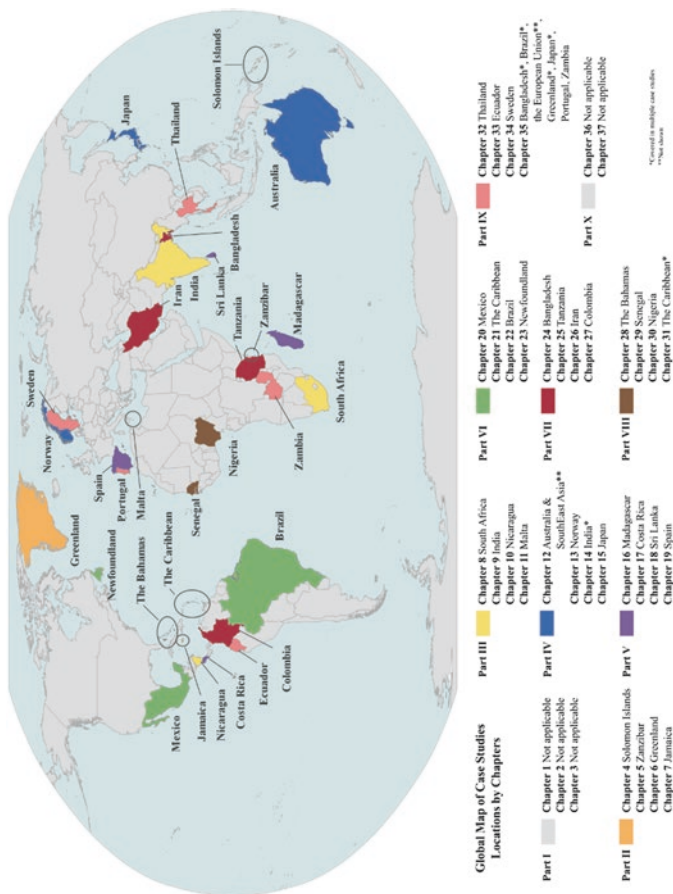 Greenland
Norway
Sweden
Japan
Newfoundland
Spain
Portugal
Iran
India
Thailand
Solomon Islands
The Bahamas
The Caribbean
Malta
Sri Lanka
Bangladesh
Mexico
Senegal
Tanzania
Zanzibar
Jamaica
Nicaragua
Costa Rica
Nigeria
Madagascar
Australia
Ecuador
Colombia
Brazil
Zambia
South Africa
Global Map of Case Studies
Locations by Chapters
Part I
Chapter 1 Not applicable
Chapter 2 Not applicable
Chapter 3 Not applicable
Part II
Chapter 4 Solomon Islands
Chapter 5 Zanzibar
Chapter 6 Greenland
Chapter 7 Jamaica
Part III
Chapter 8 South Africa
Chapter 9 India
Chapter 10 Nicaragua
Chapter 11 Malta
Part IV
Chapter 12 Australia &
SouthEast Asia**
Chapter 13 Norway
Chapter 14 India*
Chapter 15 Japan
Part V
Chapter 16 Madagascar
Chapter 17 Costa Rica
Chapter 18 Sri Lanka
Chapter 19 Spain
Part VI
Chapter 20 Mexico
Chapter 21 The Caribbean
Chapter 22 Brazil
Chapter 23 Newfoundland
Part VII
Chapter 24 Bangladesh
Chapter 25 Tanzania
Chapter 26 Iran
Chapter 27 Colombia
Part VIII
Chapter 28 The Bahamas
Chapter 29 Senegal
Chapter 30 Nigeria
Chapter 31 The Caribbean*
Part IX
Chapter 32 Thailand
Chapter 33 Ecuador
Chapter 34 Sweden
Chapter 35 Bangladesh*, Brazil*,
the European Union**,
Greenland*, Japan*,
Portugal, Zambia
Part X
Chapter 36 Not applicable
Chapter 37 Not applicable
*Covered in multiple case studies
**Not shown